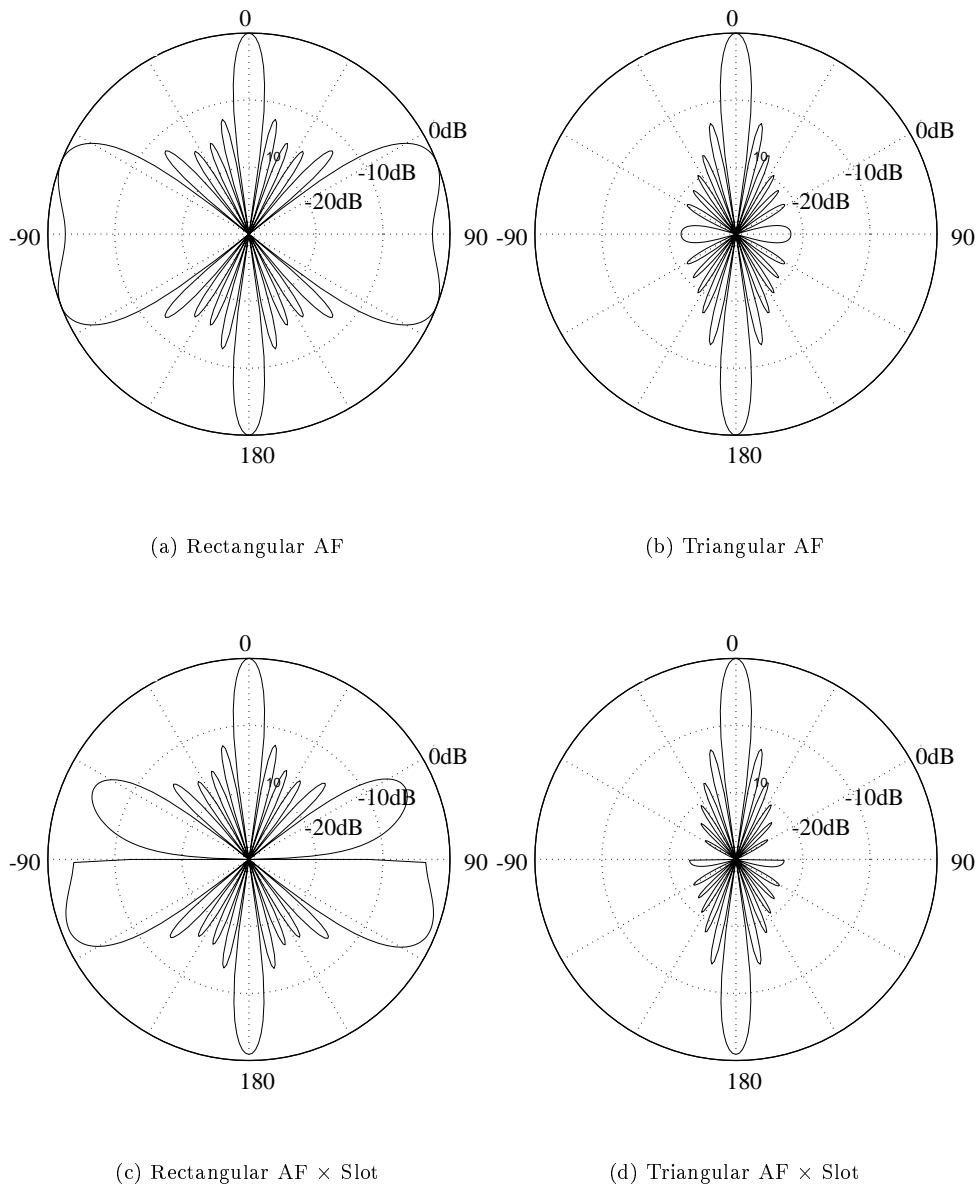 0
0dB
-10dB
10
-20dB
-90
90
180
(a) Rectangular AF
0
0dB
-10dB
10
-20dB
-90
90
180
(b) Triangular AF
0
0dB
-10dB
10
-20dB
-90
90
180
(c) Rectangular AF × Slot
0
0dB
-10dB
10
-20dB
-90
90
180
(d) Triangular AF × Slot